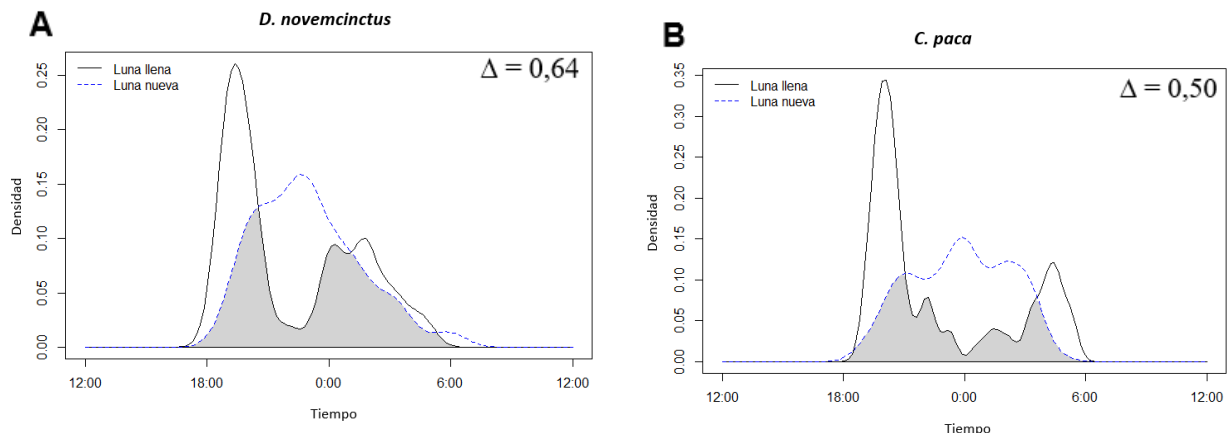 A
D. novemcinctus
Luna llena
Luna nueva
Δ = 0,64
Densidad
0.25
0.20
0.15
0.10
0.05
0.00
12:00 18:00 0:00 6:00 12:00
Tiempo
B
C. paca
Luna llena
Luna nueva
Δ = 0,50
Densidad
0.35
0.30
0.25
0.20
0.15
0.10
0.05
0.00
12:00 18:00 0:00 6:00 12:00
Tiempo